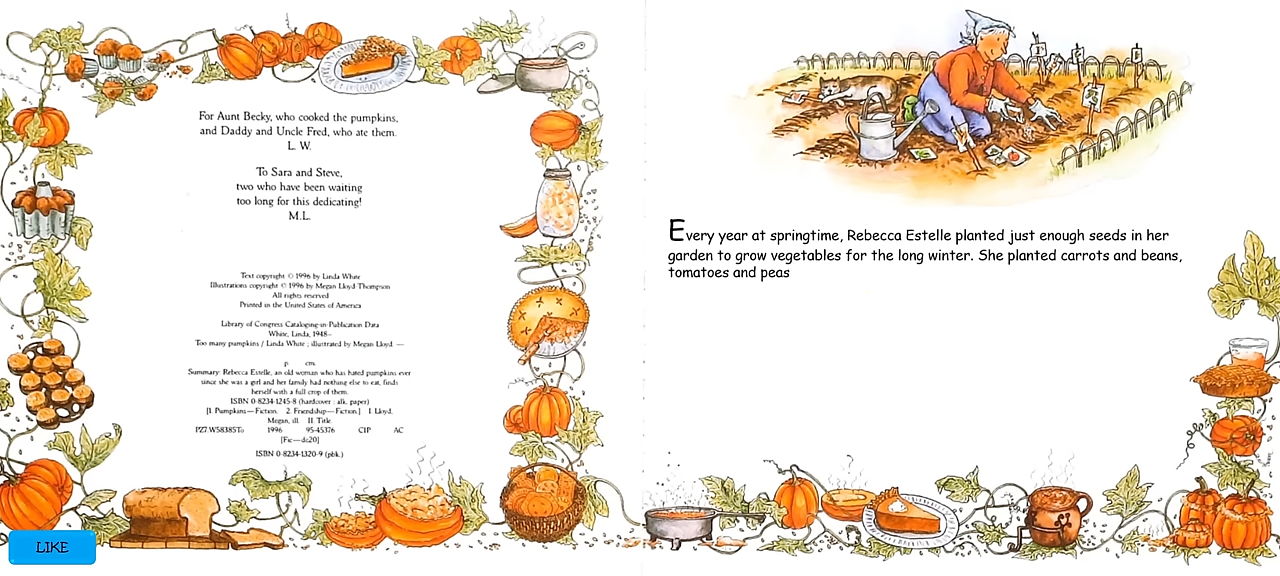 For Aunt Becky, who cooked the pumpkins,
and Daddy and Uncle Fred, who ate them.
L. W.
To Sara and Steve,
two who have been waiting
too long for this dedicating!
M.L.
Text copyright © 1996 by Linda White
Illustrations copyright © 1996 by Megan Lloyd Thompson
All rights reserved
Printed in the United States of America
Library of Congress Cataloging-in-Publication Data
White, Linda, 1948–
Too many pumpkins / Linda White ; illustrated by Megan Lloyd. —
p cm.
Summary: Rebecca Estelle, an old woman who has hated pumpkins ever
since she was a girl and her family had nothing else to eat, finds
herself with a full crop of them.
ISBN 0-8234-1245-8 (hardcover : alk. paper)
[1. Pumpkins—Fiction. 2. Friendship—Fiction.] I. Lloyd,
Megan, ill. II. Title.
PZ7.W58385To 1996 95-45376 CIP AC
[Fic—dc20]
ISBN 0-8234-1320-9 (pbk.)
LIKE
Every year at springtime, Rebecca Estelle planted just enough seeds in her
garden to grow vegetables for the long winter. She planted carrots and beans,
tomatoes and peas